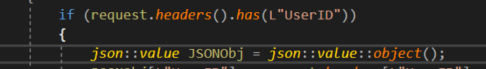 if (request.headers().has(L"UserID"))
{
json::value JSONObj = json::value::object();